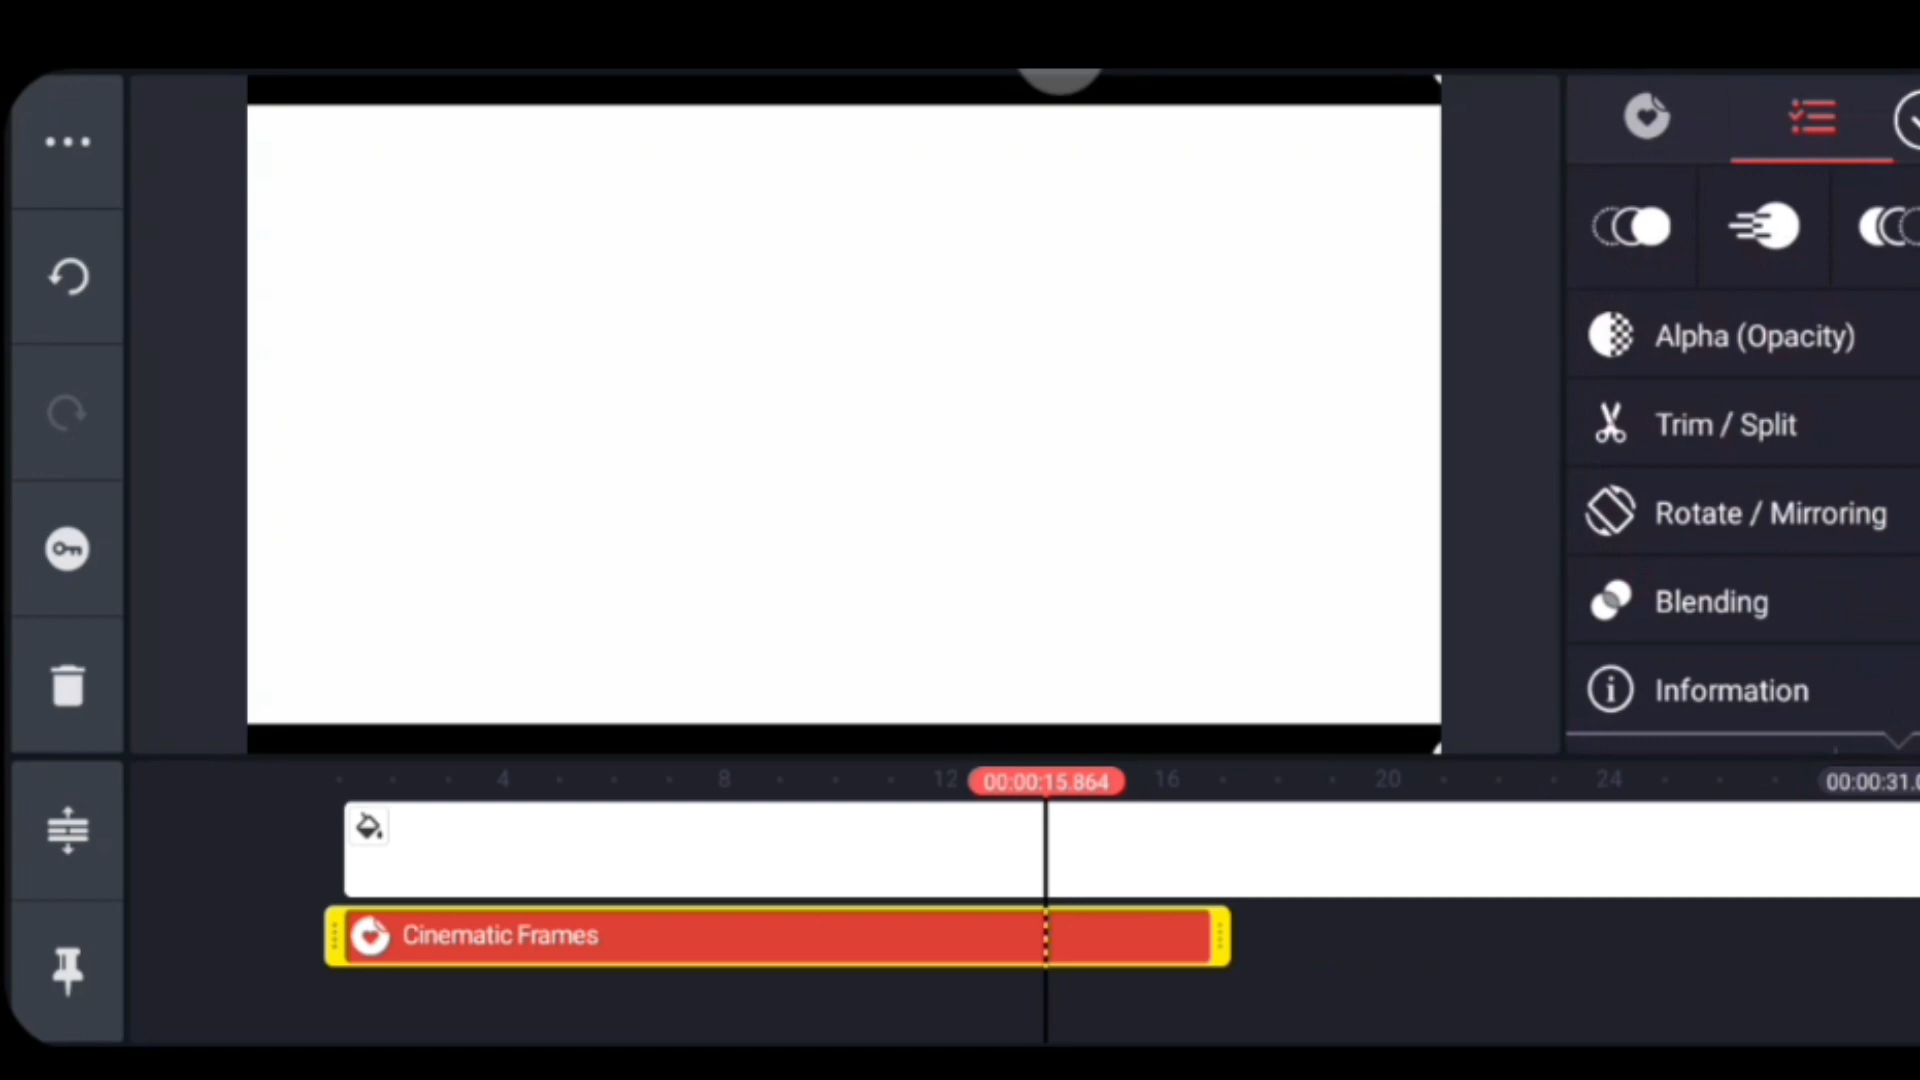 Alpha (Opacity)
Trim / Split
Rotate / Mirroring
Blending
Information
4 8 12 00:00:15.864 16 20 24 00:00:31.0
Cinematic Frames